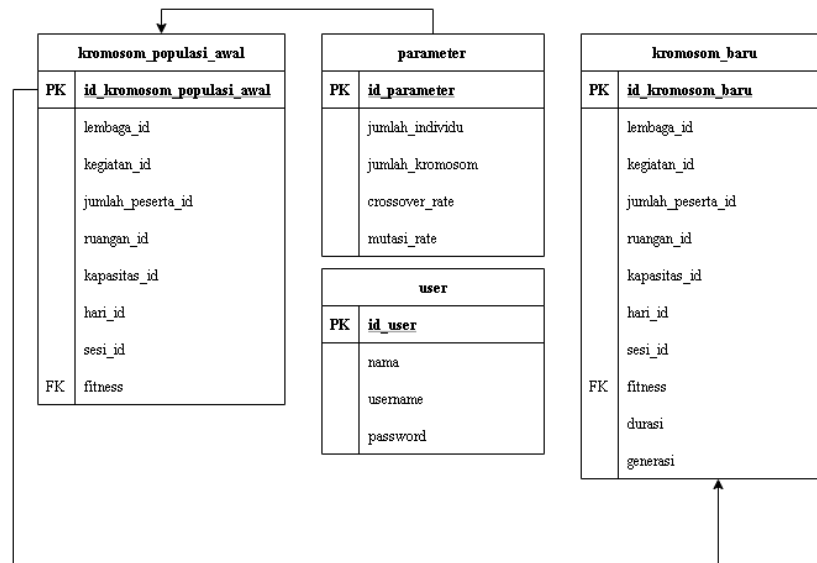 kromosom_populasi_awal
PK id_kromosom_populasi_awal
lembaga_id
kegiatan_id
jumlah_peserta_id
ruangan_id
kapasitas_id
hari_id
sesi_id
FK fitness
parameter
PK id_parameter
jumlah_individu
jumlah_kromosom
crossover_rate
mutasi_rate
user
PK id_user
nama
username
password
kromosom_baru
PK id_kromosom_baru
lembaga_id
kegiatan_id
jumlah_peserta_id
ruangan_id
kapasitas_id
hari_id
sesi_id
FK fitness
durasi
generasi